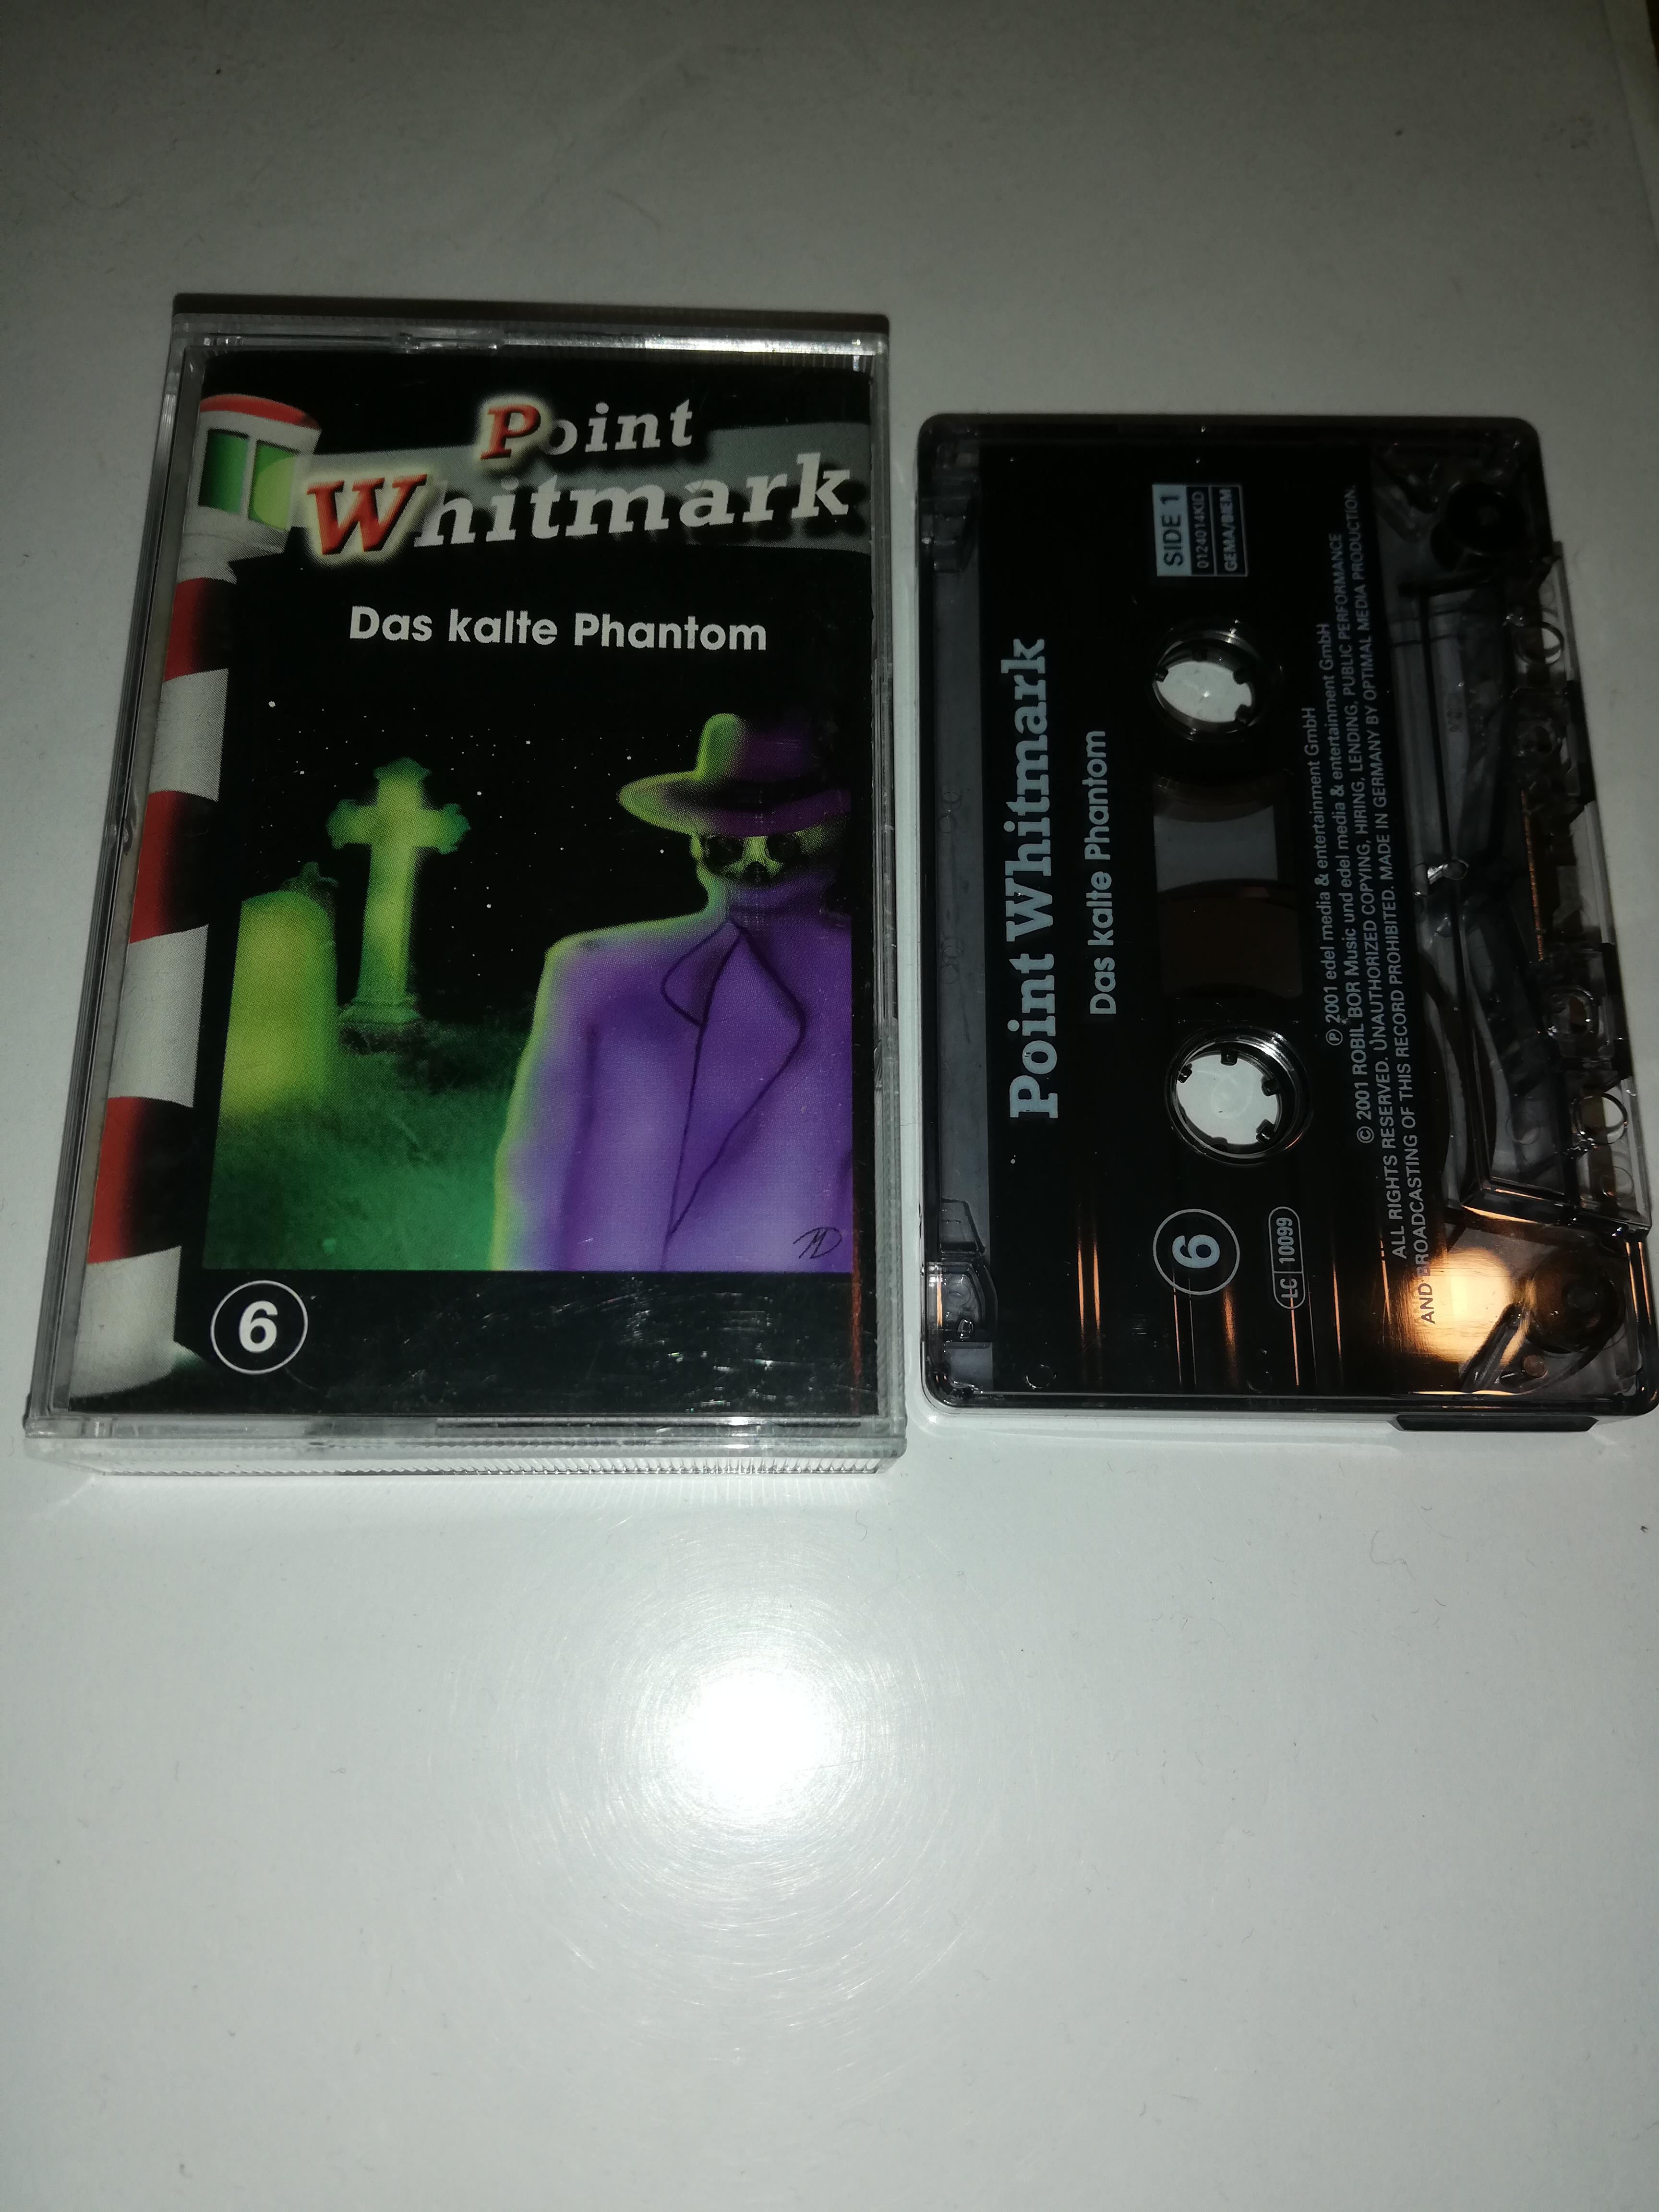 Point
Whitmark
Das kalte Phantom
MD
6
Point Whitmark
Das kalte Phantom
SIDE 1
0124014KID
GEMA/BIEM
6
LC 10099
℗ 2001 edel media & entertainment GmbH
© 2001 ROBIL BOR Music und edel media & entertainment GmbH
ALL RIGHTS RESERVED. UNAUTHORIZED COPYING, HIRING, LENDING, PUBLIC PERFORMANCE
AND BROADCASTING OF THIS RECORD PROHIBITED. MADE IN GERMANY BY OPTIMAL MEDIA PRODUCTION.